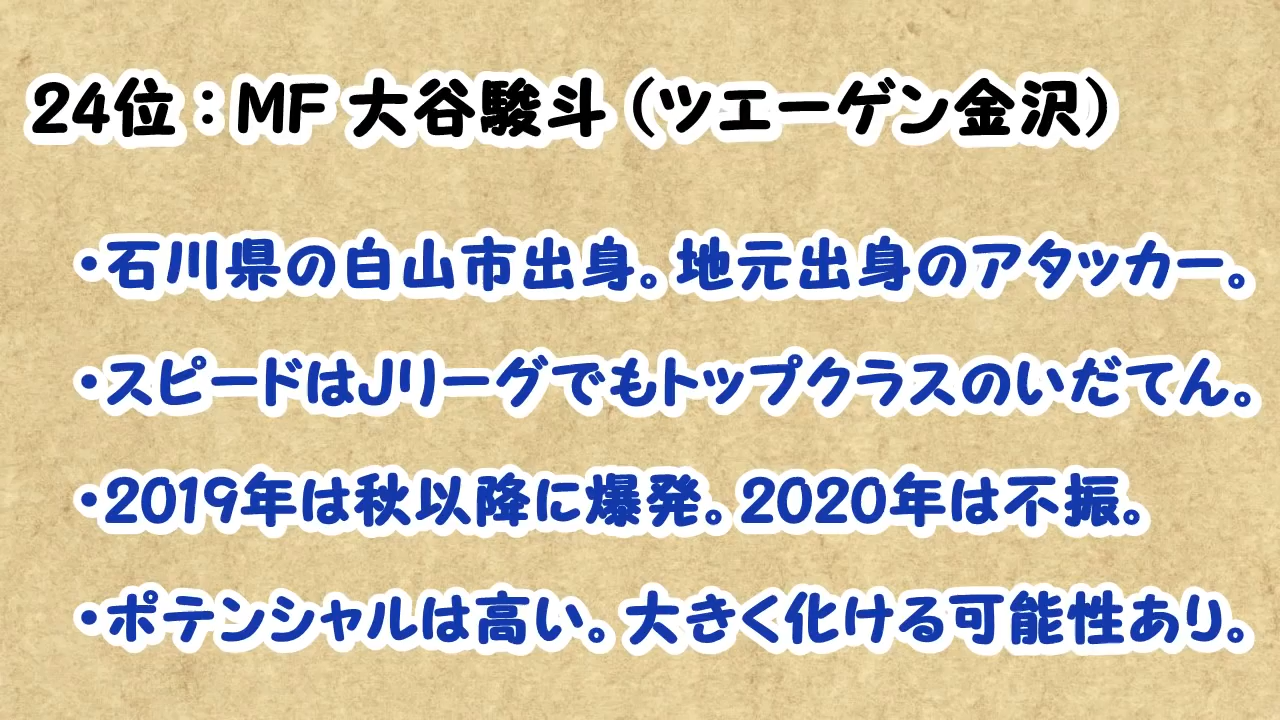 24位：MF 大谷駿斗（ツエーゲン金沢）
・石川県の白山市出身。地元出身のアタッカー。
・スピードはJリーグでもトップクラスのいだてん。
・2019年は秋以降に爆発。2020年は不振。
・ポテンシャルは高い。大きく化ける可能性あり。